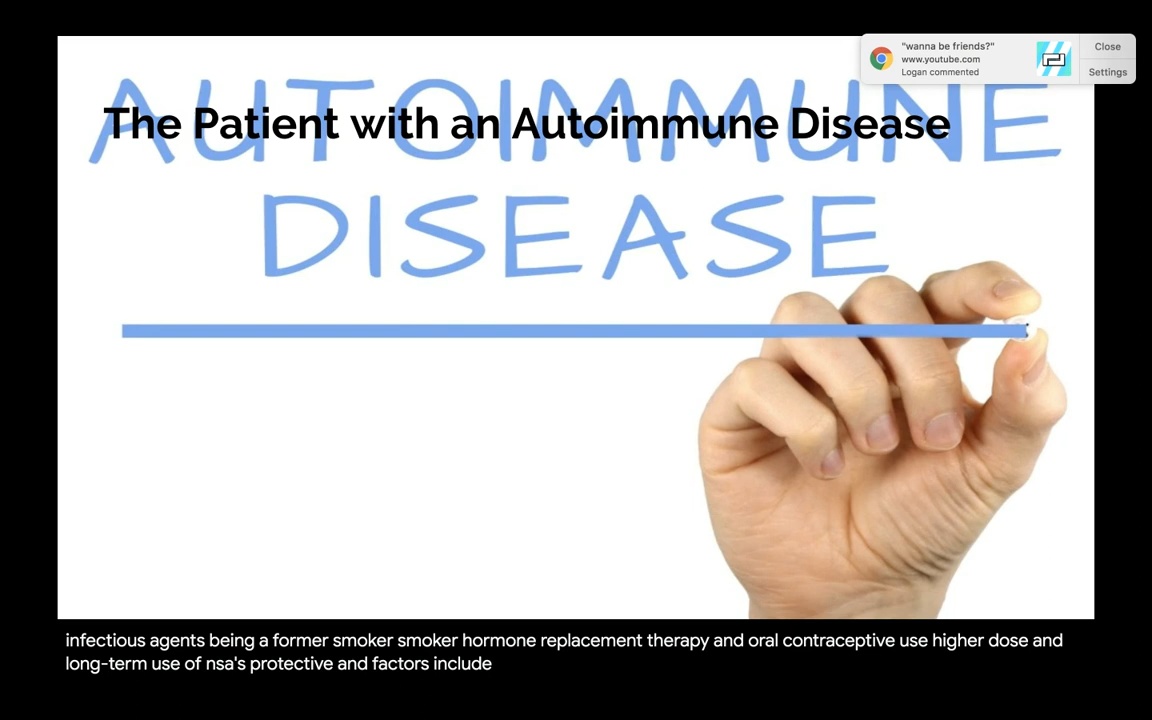 "wanna be friends?"
www.youtube.com
Logan commented
Close
Settings
AUTOIMMUNE
The Patient with an Autoimmune Disease
DISEASE
infectious agents being a former smoker smoker hormone replacement therapy and oral contraceptive use higher dose and
long-term use of nsa's protective and factors include